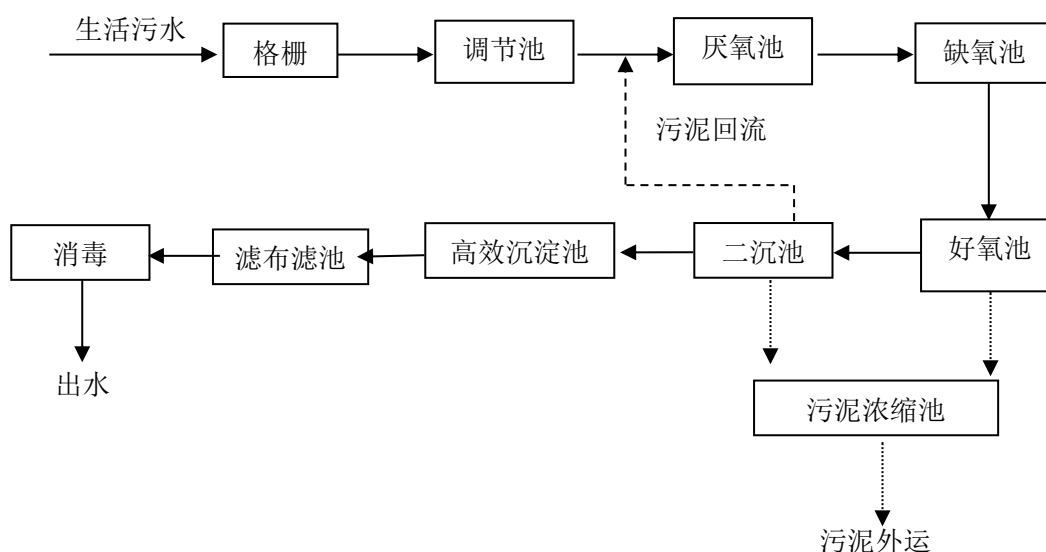 生活污水
格栅
调节池
厌氧池
缺氧池
污泥回流
消毒
滤布滤池
高效沉淀池
二沉池
好氧池
出水
污泥浓缩池
污泥外运